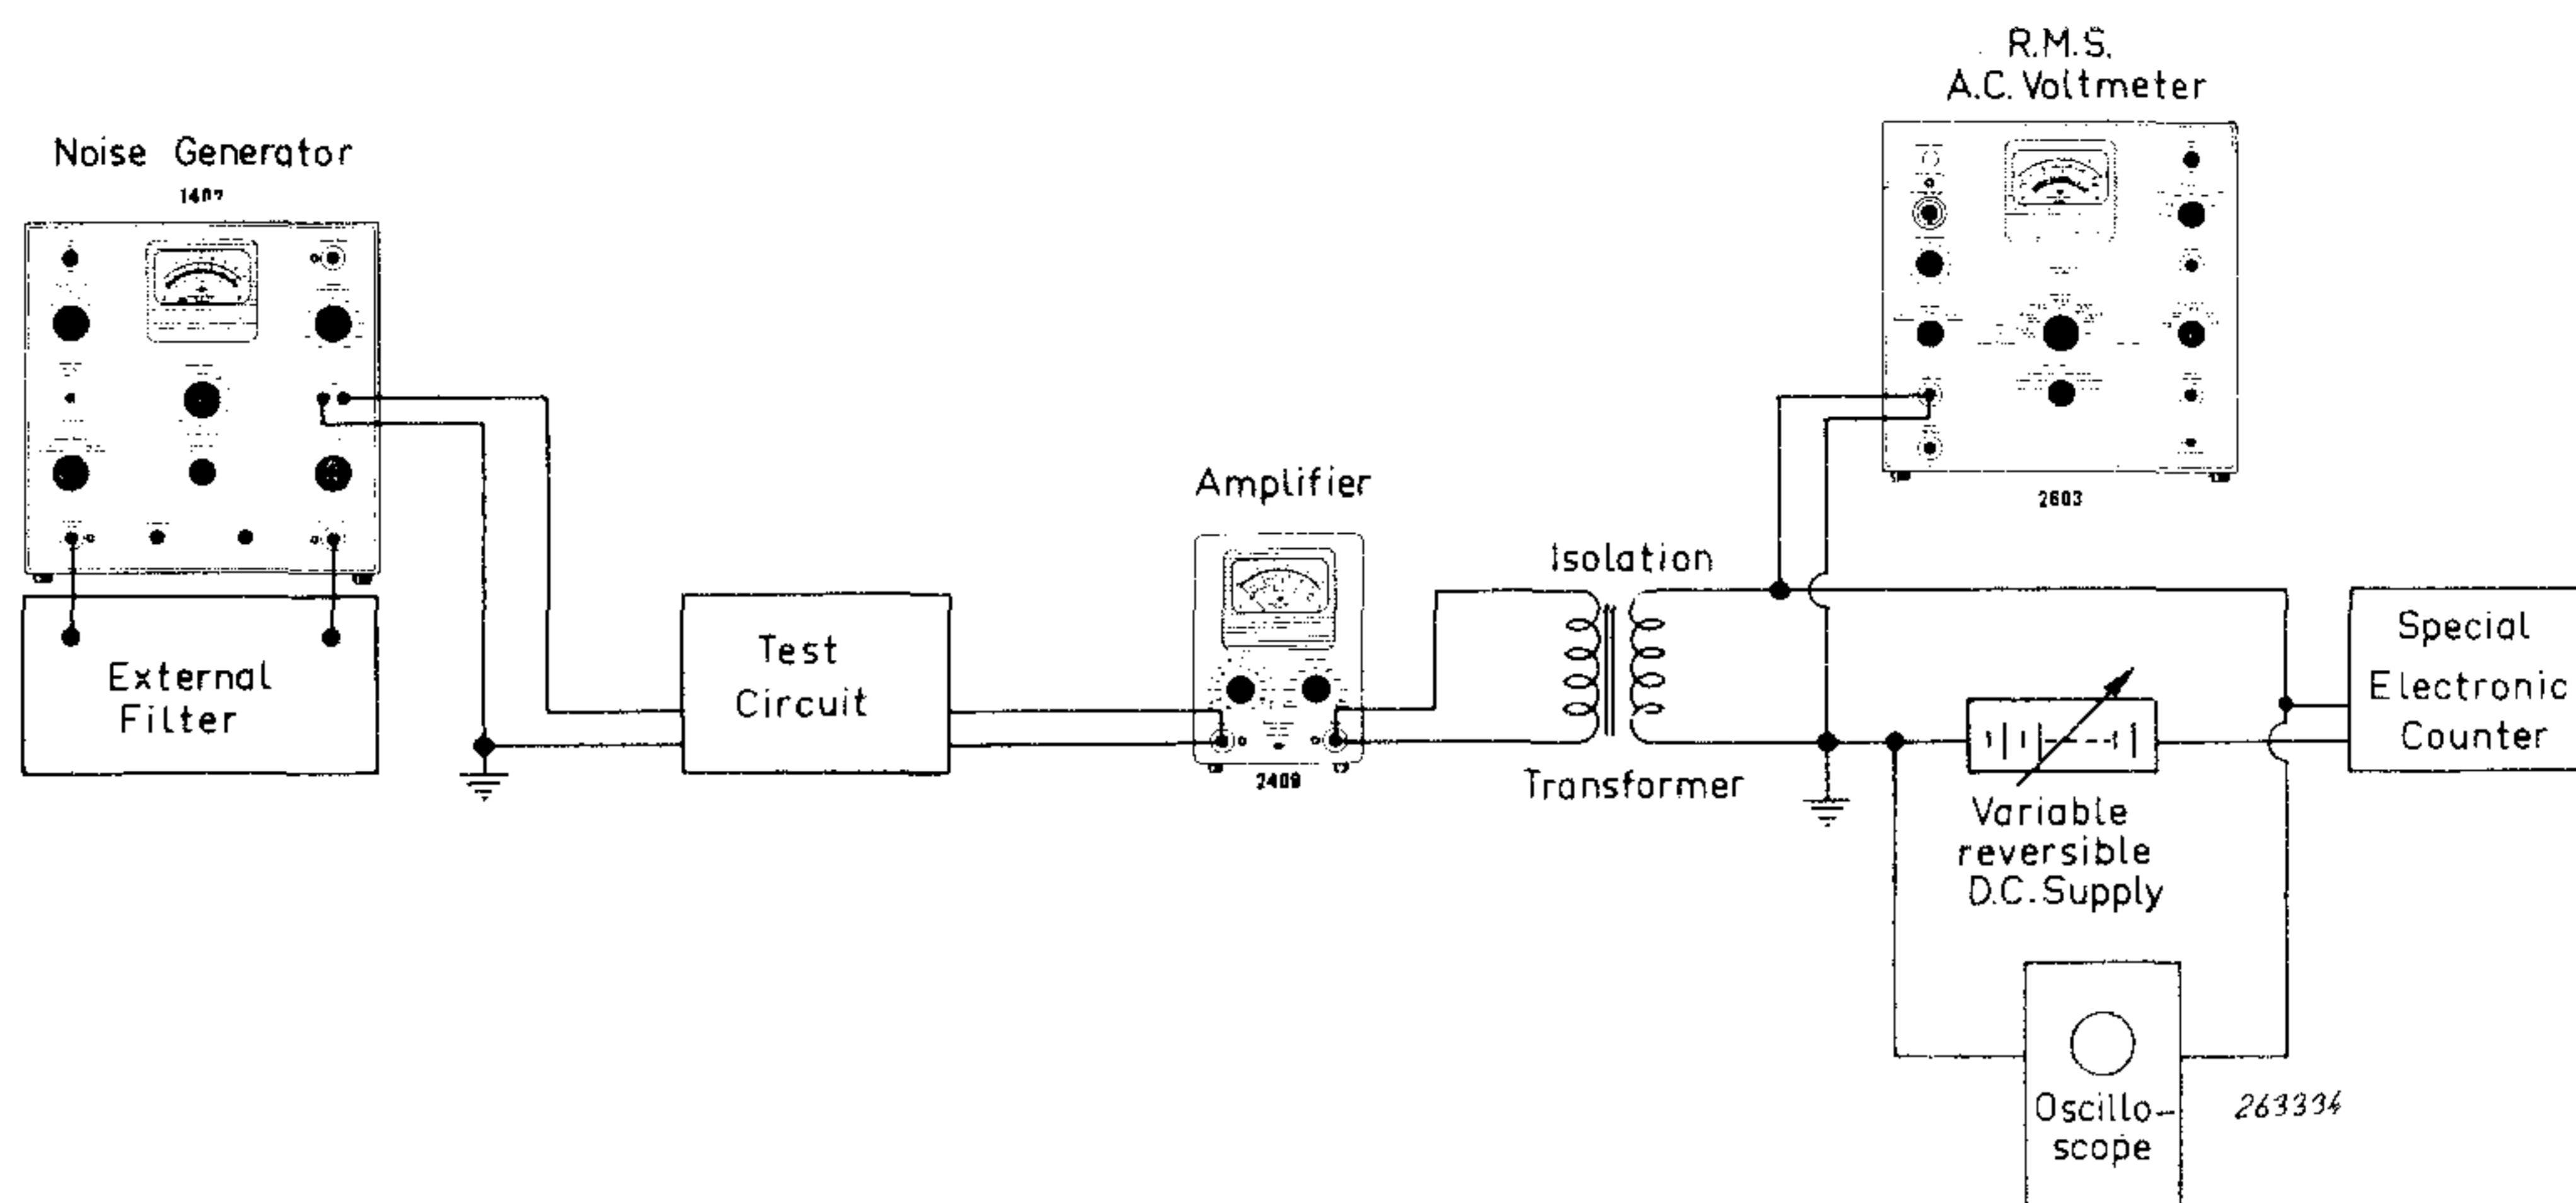 R.M.S.
A.C. Voltmeter
Noise Generator
1402
2603
Amplifier
Isolation
Test
Circuit
Special
Electronic
Counter
External
Filter
2409
Transformer
Variable
reversible
D.C. Supply
Oscillo-
scope
263334